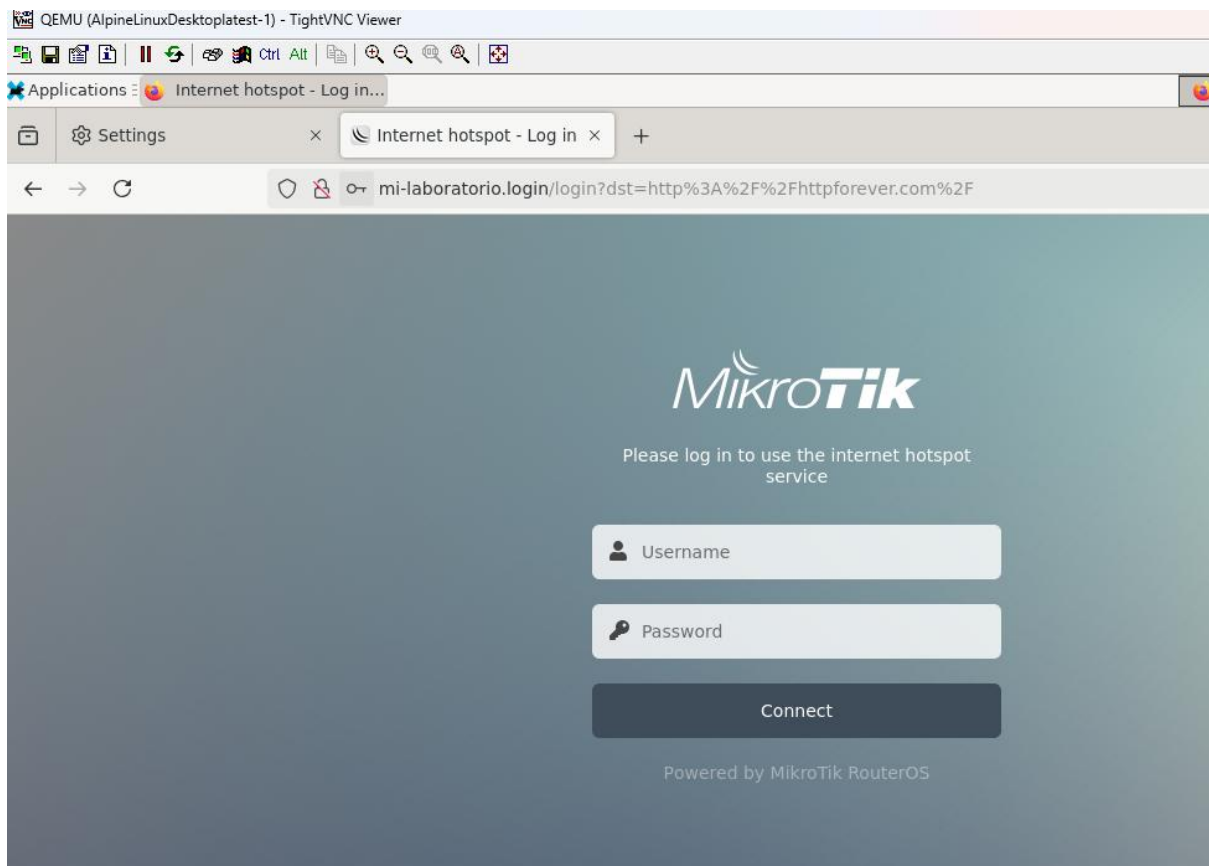 QEMU (AlpineLinuxDesktoplatest-1) - TightVNC Viewer
Ctrl Alt
Applications Internet hotspot - Log in...
Settings × Internet hotspot - Log in × +
mi-laboratorio.login/login?dst=http%3A%2F%2Fhttpforever.com%2F
MikroTik
Please log in to use the internet hotspot
service
Username
Password
Connect
Powered by MikroTik RouterOS